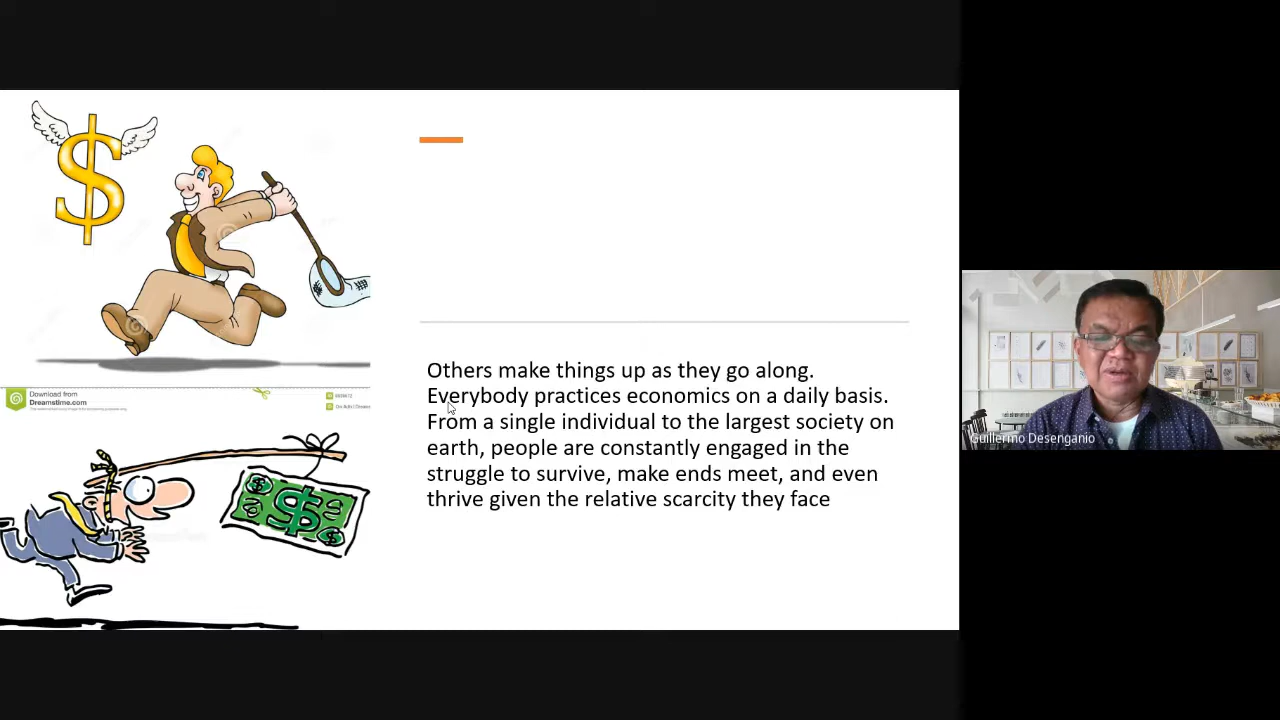 Others make things up as they go along.
Everybody practices economics on a daily basis.
From a single individual to the largest society on
earth, people are constantly engaged in the
struggle to survive, make ends meet, and even
thrive given the relative scarcity they face
Download from
Dreamstime.com
Guillermo Desenganio